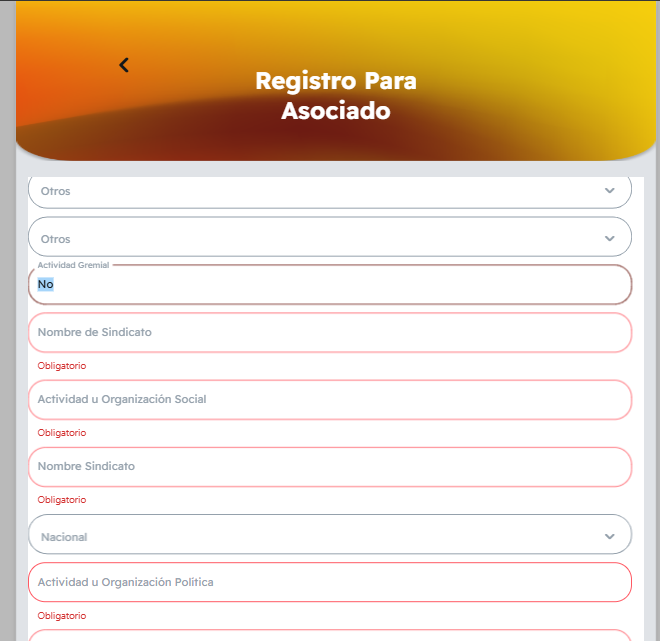 Registro Para
Asociado
Otros
Otros
Actividad Gremial
No
Nombre de Sindicato
Obligatorio
Actividad u Organización Social
Obligatorio
Nombre Sindicato
Obligatorio
Nacional
Actividad u Organización Politica
Obligatorio